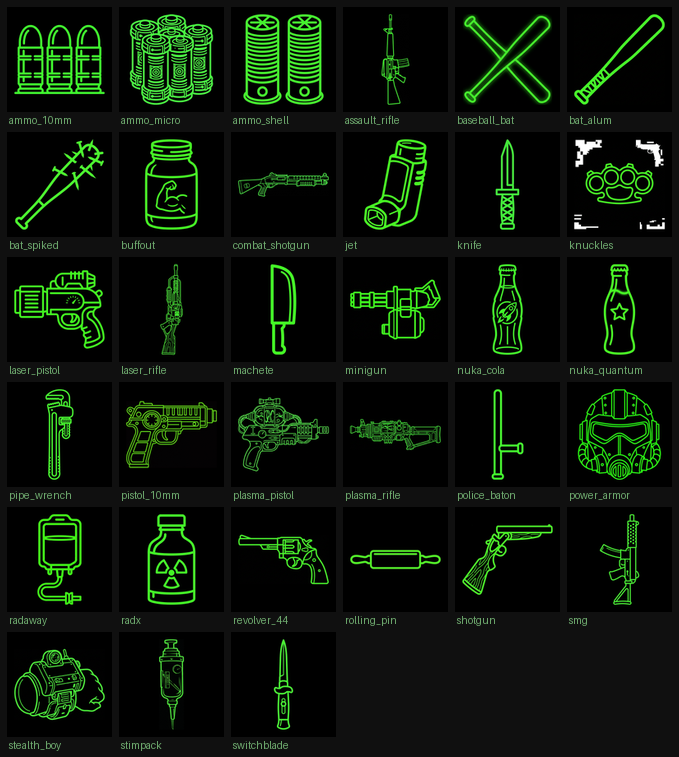 ammo_10mm ammo_micro ammo_shell assault_rifle baseball_bat bat_alum
bat_spiked buffout combat_shotgun jet knife knuckles
laser_pistol laser_rifle machete minigun nuka_cola nuka_quantum
pipe_wrench pistol_10mm plasma_pistol plasma_rifle police_baton power_armor
radaway radx revolver_44 rolling_pin shotgun smg
stealth_boy stimpack switchblade